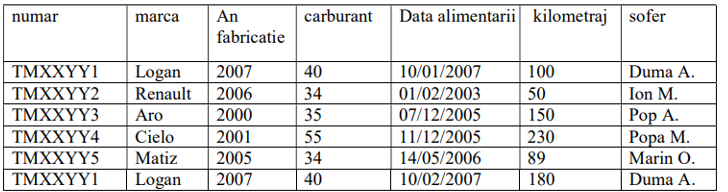 numar marca An fabricatie carburant Data alimentarii kilometraj sofer
TMXXYY1 Logan 2007 40 10/01/2007 100 Duma A.
TMXXYY2 Renault 2006 34 01/02/2003 50 Ion M.
TMXXYY3 Aro 2000 35 07/12/2005 150 Pop A.
TMXXYY4 Cielo 2001 55 11/12/2005 230 Popa M.
TMXXYY5 Matiz 2005 34 14/05/2006 89 Marin O.
TMXXYY1 Logan 2007 40 10/02/2007 180 Duma A.